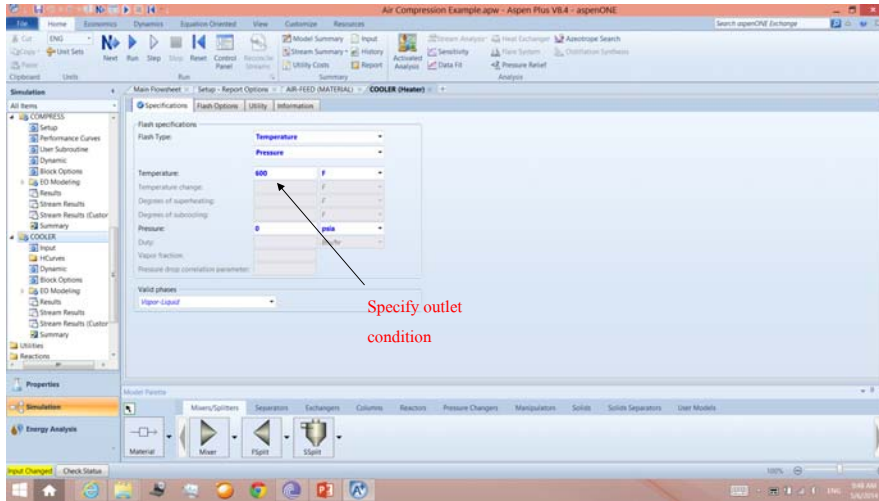 Air Compression Example.apw - Aspen Plus V8.4 - aspenONE
File Home Economics Dynamics Equation Oriented View Customize Resources
Search aspenONE Exchange
Cut ENG
Copy Unit Sets
Paste
Next Run Step Stop Reset Control Panel Reconcile Streams
Model Summary Input
Stream Summary History
Utility Costs Report
Activated Analysis
Stream Analysis Heat Exchanger Azeotrope Search
Sensitivity Flare System Distillation Synthesis
Data Fit Pressure Relief
Clipboard Units Run Summary Analysis
Simulation
All Items
Main Flowsheet Setup - Report Options AIR-FEED (MATERIAL) COOLER (Heater)
Specifications Flash Options Utility Information
COMPRESS
Setup
Performance Curves
User Subroutine
Dynamic
Block Options
EO Modeling
Results
Stream Results
Stream Results (Custor
Summary
COOLER
Input
HCurves
Dynamic
Block Options
EO Modeling
Results
Stream Results
Stream Results (Custor
Summary
Utilities
Reactions
Flash specifications
Flash Type: Temperature
Pressure
Temperature: 600 F
Temperature change: F
Degrees of superheating: F
Degrees of subcooling: F
Pressure: 0 psia
Duty: Btu/hr
Vapor fraction:
Pressure drop correlation parameter:
Valid phases
Vapor-Liquid
Specify outlet
condition
Properties
Simulation
Energy Analysis
Model Palette
Mixers/Splitters Separators Exchangers Columns Reactors Pressure Changers Manipulators Solids Solids Separators User Models
Material Mixer FSplit SSplit
Input Changed Check Status
100%
ENG 9:48 AM